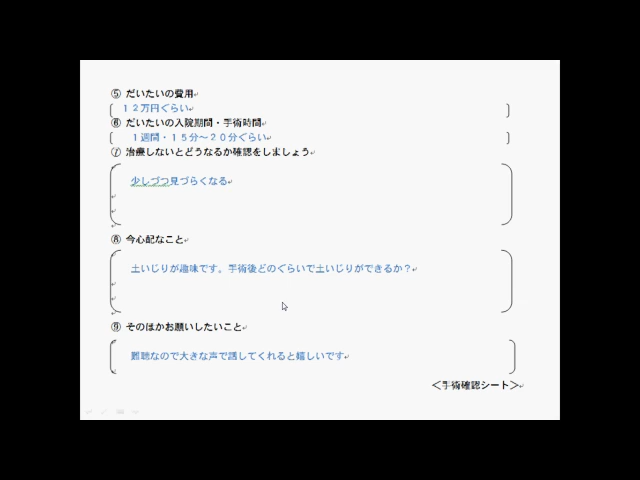 ⑤ だいたいの費用
１２万円ぐらい
⑥ だいたいの入院期間・手術時間
１週間・１５分～２０分ぐらい
⑦ 治療しないとどうなるか確認をしましょう
少しづつ見づらくなる
⑧ 今心配なこと
土いじりが趣味です。手術後どのぐらいで土いじりができるか？
⑨ そのほかお願いしたいこと
難聴なので大きな声で話してくれると嬉しいです
＜手術確認シート＞